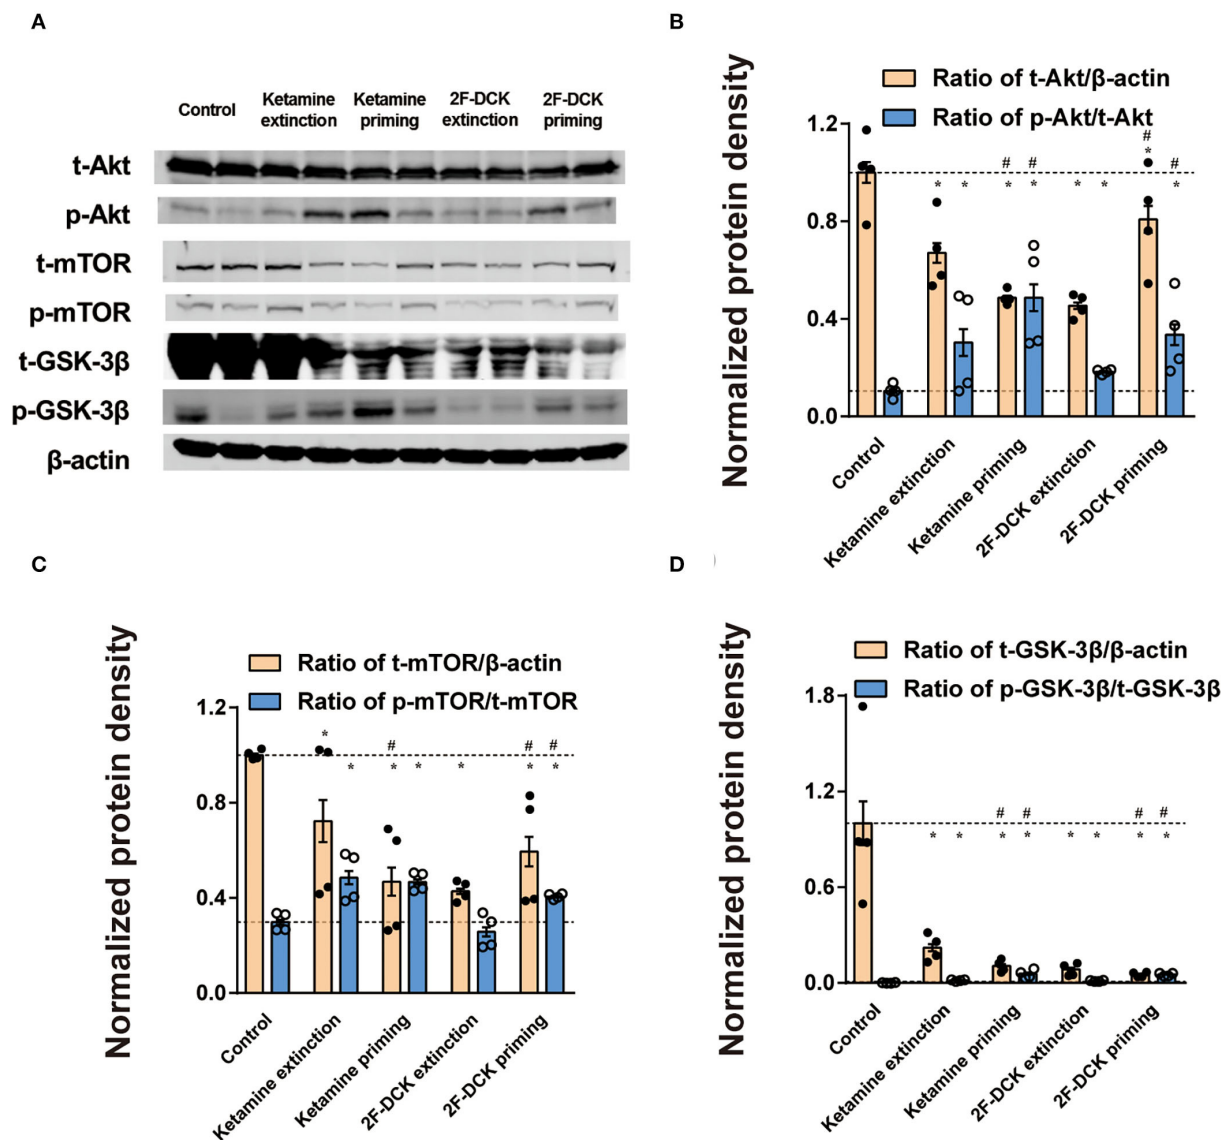 A
Control
Ketamine extinction
Ketamine priming
2F-DCK extinction
2F-DCK priming
t-Akt
p-Akt
t-mTOR
p-mTOR
t-GSK-3β
p-GSK-3β
β-actin
B
Normalized protein density
Ratio of t-Akt/β-actin
Ratio of p-Akt/t-Akt
1.2
0.8
0.4
0.0
# # # #
* * * * * * * *
Control
Ketamine extinction
Ketamine priming
2F-DCK extinction
2F-DCK priming
C
Normalized protein density
Ratio of t-mTOR/β-actin
Ratio of p-mTOR/t-mTOR
1.2
0.8
0.4
0.0
# # #
* * * * * * *
Control
Ketamine extinction
Ketamine priming
2F-DCK extinction
2F-DCK priming
D
Normalized protein density
Ratio of t-GSK-3β/β-actin
Ratio of p-GSK-3β/t-GSK-3β
1.8
1.2
0.6
0.0
# # # #
* * * * * * * *
Control
Ketamine extinction
Ketamine priming
2F-DCK extinction
2F-DCK priming